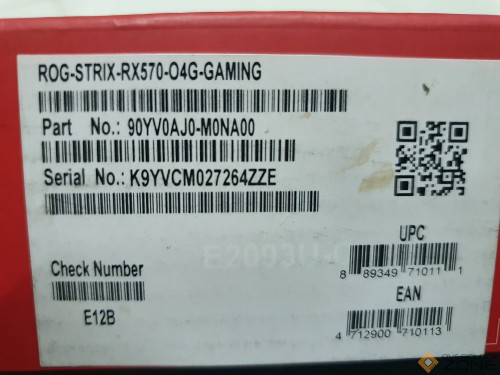 ROG-STRIX-RX570-O4G-GAMING
Part No.: 90YV0AJ0-M0NA00
Serial No.: K9YVCM027264ZZE
UPC
8 89349 71011 1
Check Number
E12B
EAN
4 712900 710113
ZONE